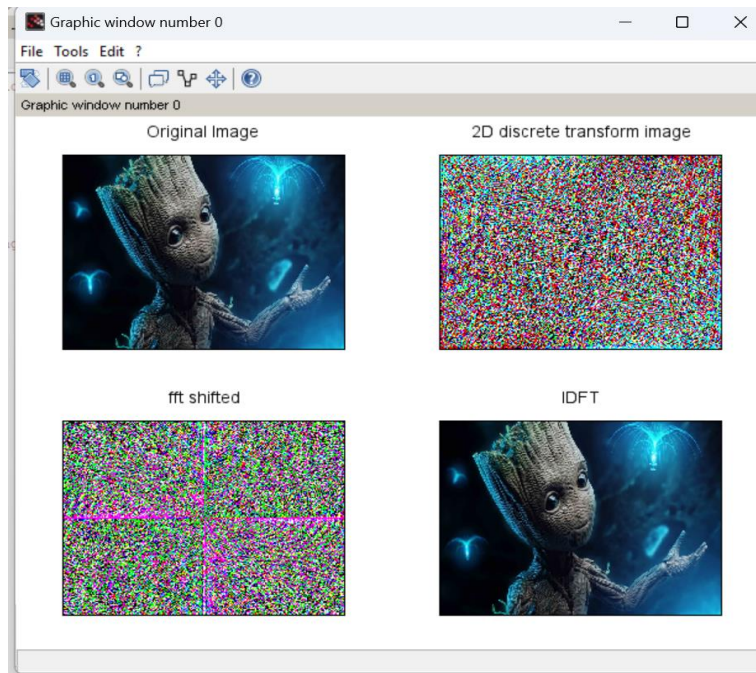 Graphic window number 0
File Tools Edit ?
Graphic window number 0
Original Image
2D discrete transform image
fft shifted
IDFT